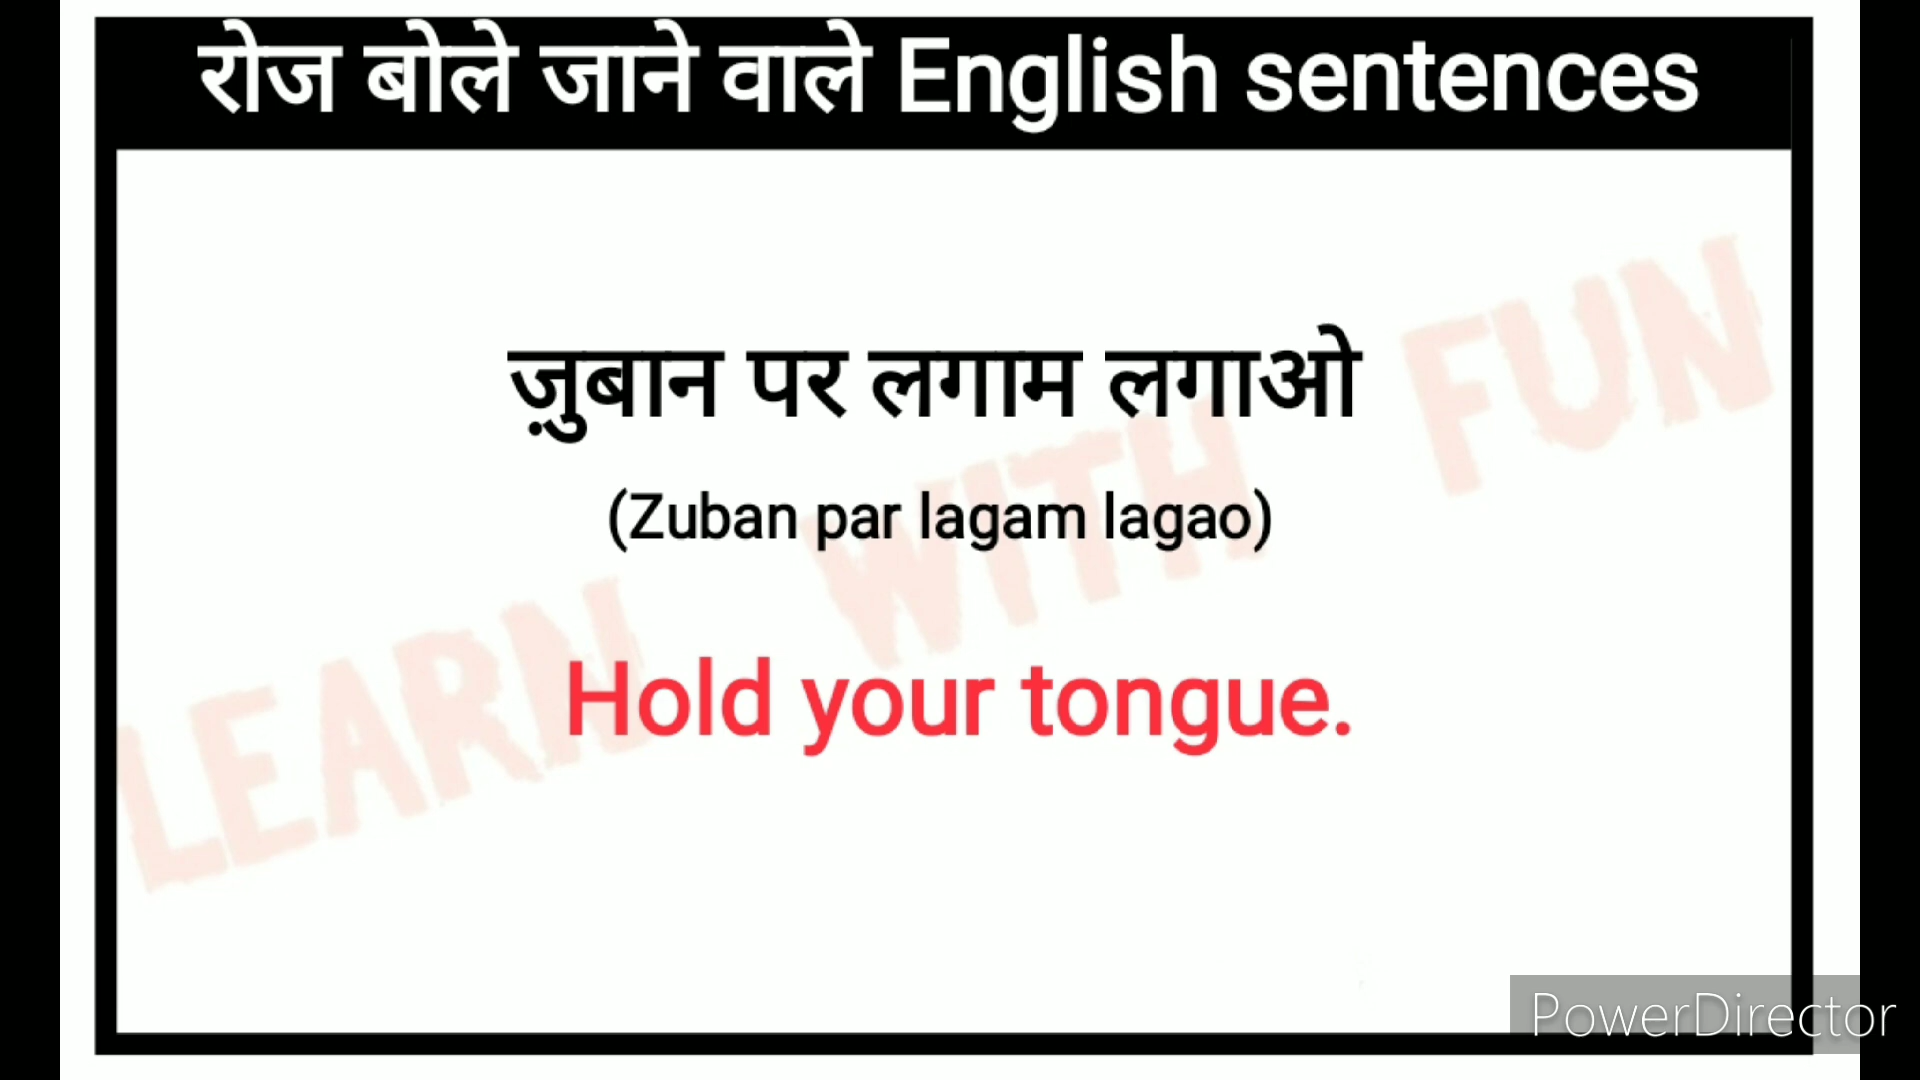 रोज बोले जाने वाले English sentences
ज़ुबान पर लगाम लगाओ
(Zuban par lagam lagao)
Hold your tongue.
LEARN WITH FUN
PowerDirector